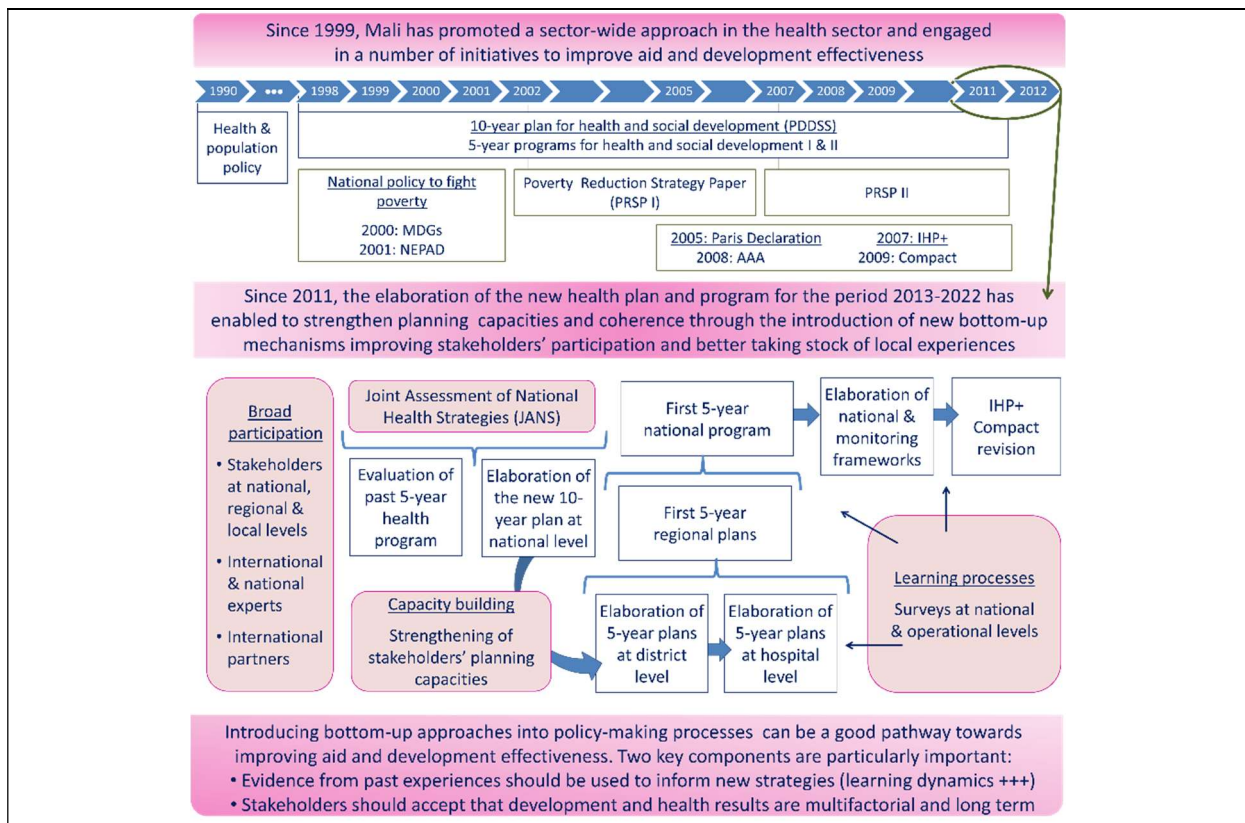 Since 1999, Mali has promoted a sector-wide approach in the health sector and engaged
in a number of initiatives to improve aid and development effectiveness
1990 ••• 1998 1999 2000 2001 2002 2005 2007 2008 2009 2011 2012
Health &
population
policy
10-year plan for health and social development (PDDSS)
5-year programs for health and social development I & II
National policy to fight
poverty
2000: MDGs
2001: NEPAD
Poverty Reduction Strategy Paper
(PRSP I)
PRSP II
2005: Paris Declaration
2008: AAA
2007: IHP+
2009: Compact
Since 2011, the elaboration of the new health plan and program for the period 2013-2022 has
enabled to strengthen planning capacities and coherence through the introduction of new bottom-up
mechanisms improving stakeholders' participation and better taking stock of local experiences
Broad
participation
• Stakeholders
at national,
regional &
local levels
• International
& national
experts
• International
partners
Joint Assessment of National
Health Strategies (JANS)
Evaluation of
past 5-year
health
program
Elaboration of
the new 10-
year plan at
national level
Capacity building
Strengthening of
stakeholders' planning
capacities
First 5-year
national program
First 5-year
regional plans
Elaboration of
5-year plans
at district
level
Elaboration of
5-year plans
at hospital
level
Elaboration of
national &
monitoring
frameworks
IHP+
Compact
revision
Learning processes
Surveys at national
& operational levels
Introducing bottom-up approaches into policy-making processes can be a good pathway towards
improving aid and development effectiveness. Two key components are particularly important:
• Evidence from past experiences should be used to inform new strategies (learning dynamics +++)
• Stakeholders should accept that development and health results are multifactorial and long term